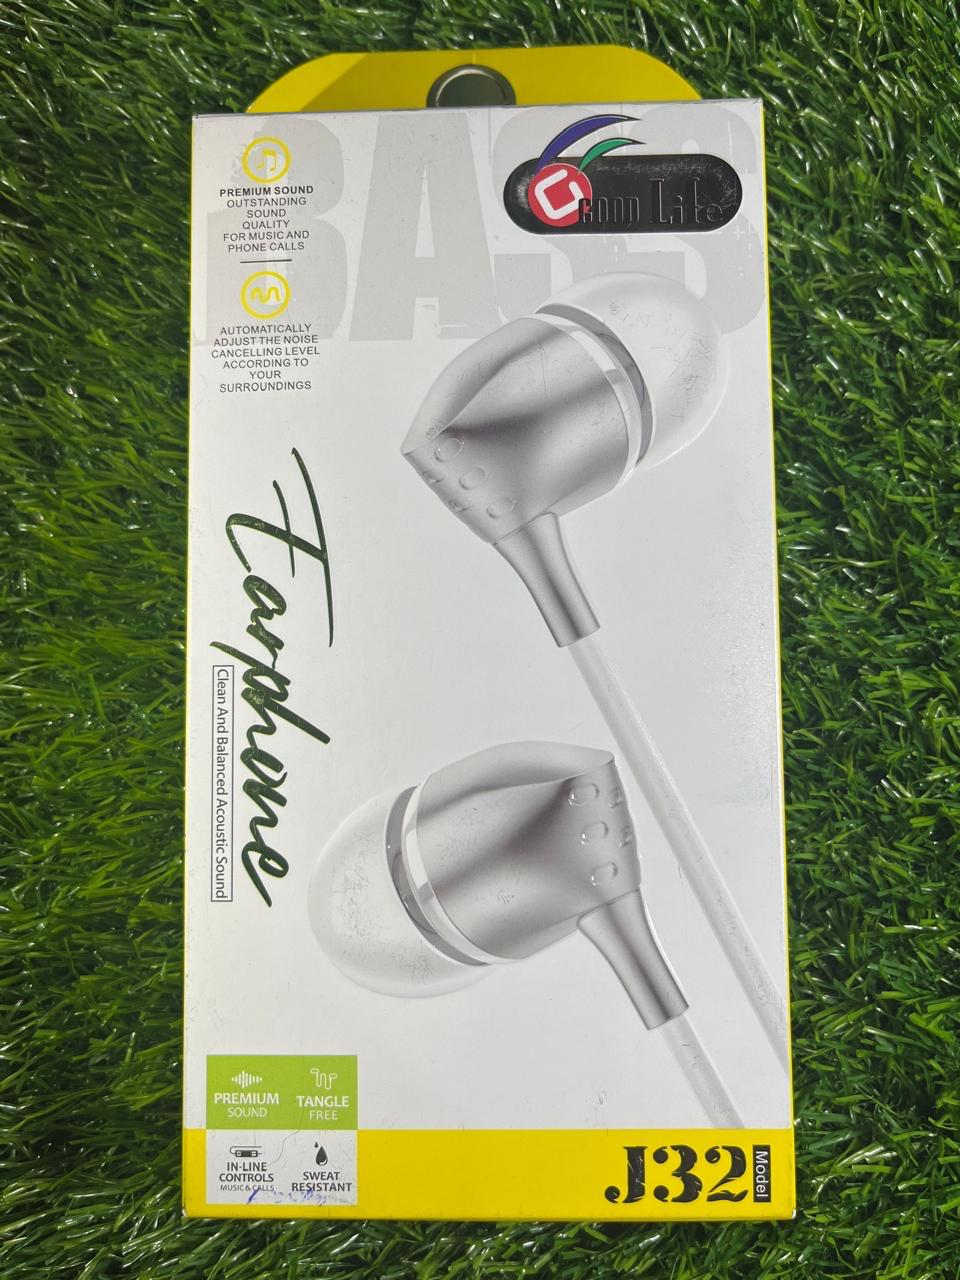 BASS
GOOD Life
PREMIUM SOUND
OUTSTANDING
SOUND
QUALITY
FOR MUSIC AND
PHONE CALLS
AUTOMATICALLY
ADJUST THE NOISE
CANCELLING LEVEL
ACCORDING TO
YOUR
SURROUNDINGS
Earphone
Clean And Balanced Acoustic Sound
PREMIUM
SOUND
TANGLE
FREE
IN-LINE
CONTROLS
MUSIC & CALLS
SWEAT
RESISTANT
J32
Model